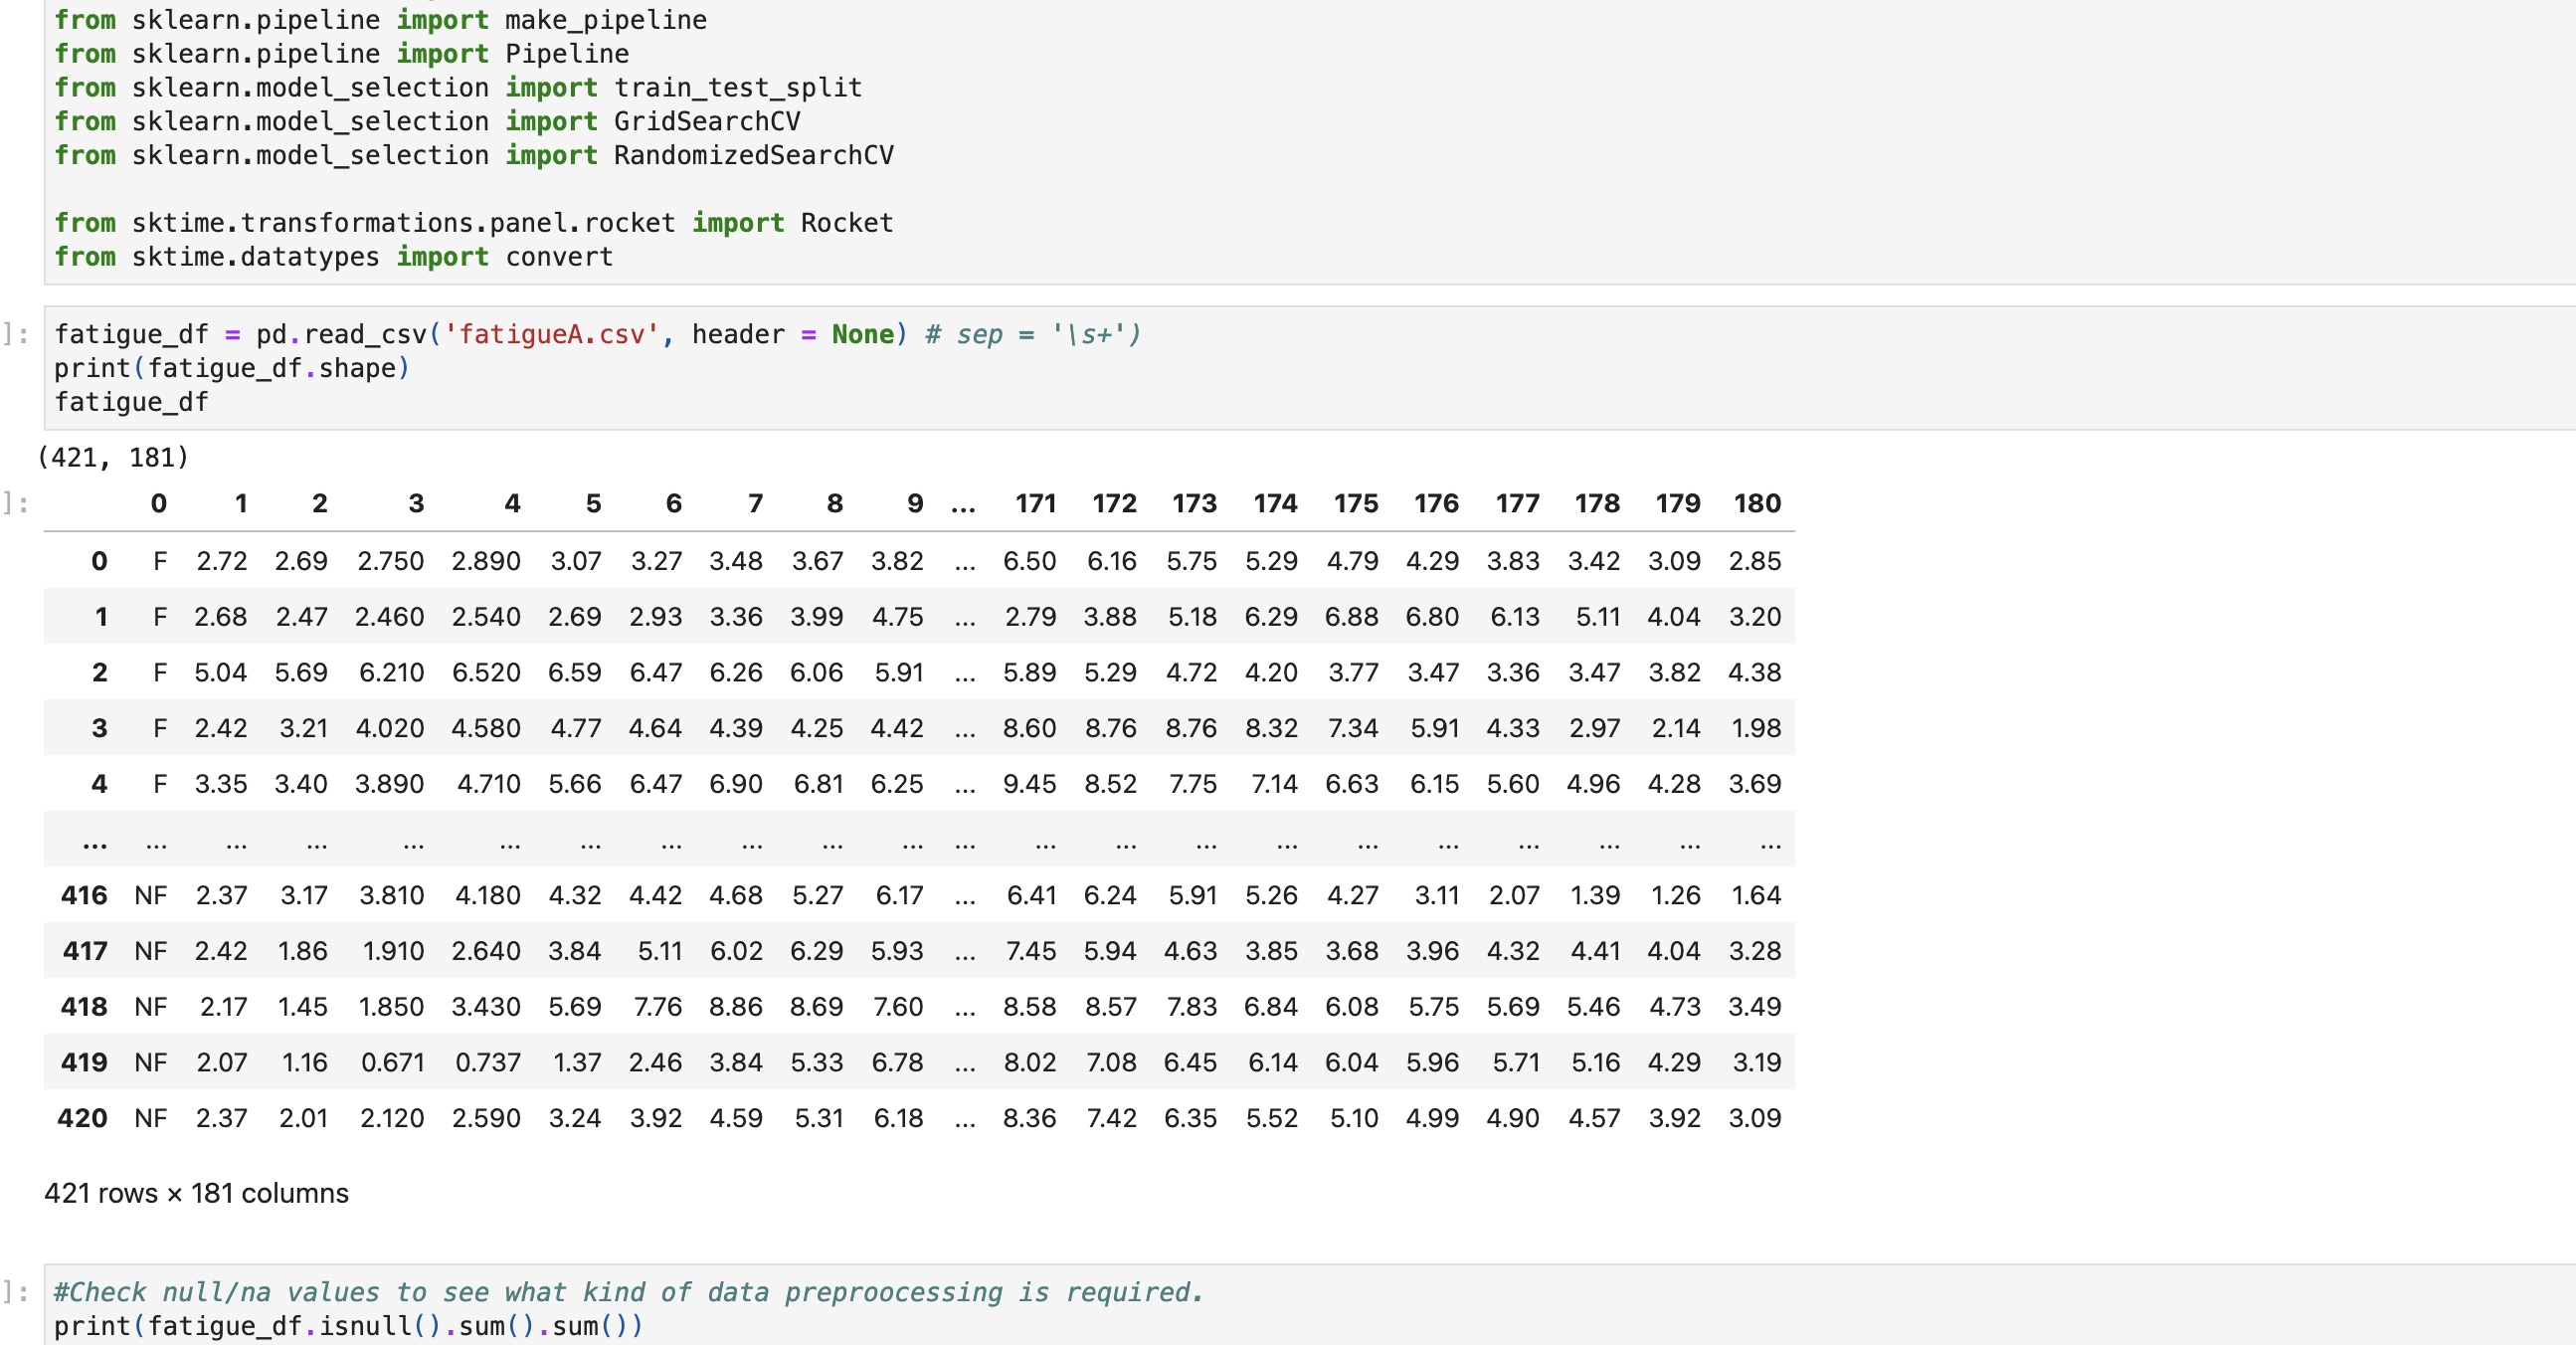 from sklearn.pipeline import make_pipeline
from sklearn.pipeline import Pipeline
from sklearn.model_selection import train_test_split
from sklearn.model_selection import GridSearchCV
from sklearn.model_selection import RandomizedSearchCV
from sktime.transformations.panel.rocket import Rocket
from sktime.datatypes import convert
]: fatigue_df = pd.read_csv('fatigueA.csv', header = None) # sep = '\s+')
print(fatigue_df.shape)
fatigue_df
(421, 181)
]: 0 1 2 3 4 5 6 7 8 9 ... 171 172 173 174 175 176 177 178 179 180
0 F 2.72 2.69 2.750 2.890 3.07 3.27 3.48 3.67 3.82 ... 6.50 6.16 5.75 5.29 4.79 4.29 3.83 3.42 3.09 2.85
1 F 2.68 2.47 2.460 2.540 2.69 2.93 3.36 3.99 4.75 ... 2.79 3.88 5.18 6.29 6.88 6.80 6.13 5.11 4.04 3.20
2 F 5.04 5.69 6.210 6.520 6.59 6.47 6.26 6.06 5.91 ... 5.89 5.29 4.72 4.20 3.77 3.47 3.36 3.47 3.82 4.38
3 F 2.42 3.21 4.020 4.580 4.77 4.64 4.39 4.25 4.42 ... 8.60 8.76 8.76 8.32 7.34 5.91 4.33 2.97 2.14 1.98
4 F 3.35 3.40 3.890 4.710 5.66 6.47 6.90 6.81 6.25 ... 9.45 8.52 7.75 7.14 6.63 6.15 5.60 4.96 4.28 3.69
... ... ... ... ... ... ... ... ... ... ... ... ... ... ... ... ... ... ... ... ... ...
416 NF 2.37 3.17 3.810 4.180 4.32 4.42 4.68 5.27 6.17 ... 6.41 6.24 5.91 5.26 4.27 3.11 2.07 1.39 1.26 1.64
417 NF 2.42 1.86 1.910 2.640 3.84 5.11 6.02 6.29 5.93 ... 7.45 5.94 4.63 3.85 3.68 3.96 4.32 4.41 4.04 3.28
418 NF 2.17 1.45 1.850 3.430 5.69 7.76 8.86 8.69 7.60 ... 8.58 8.57 7.83 6.84 6.08 5.75 5.69 5.46 4.73 3.49
419 NF 2.07 1.16 0.671 0.737 1.37 2.46 3.84 5.33 6.78 ... 8.02 7.08 6.45 6.14 6.04 5.96 5.71 5.16 4.29 3.19
420 NF 2.37 2.01 2.120 2.590 3.24 3.92 4.59 5.31 6.18 ... 8.36 7.42 6.35 5.52 5.10 4.99 4.90 4.57 3.92 3.09
421 rows × 181 columns
]: #Check null/na values to see what kind of data preproocessing is required.
print(fatigue_df.isnull().sum().sum())